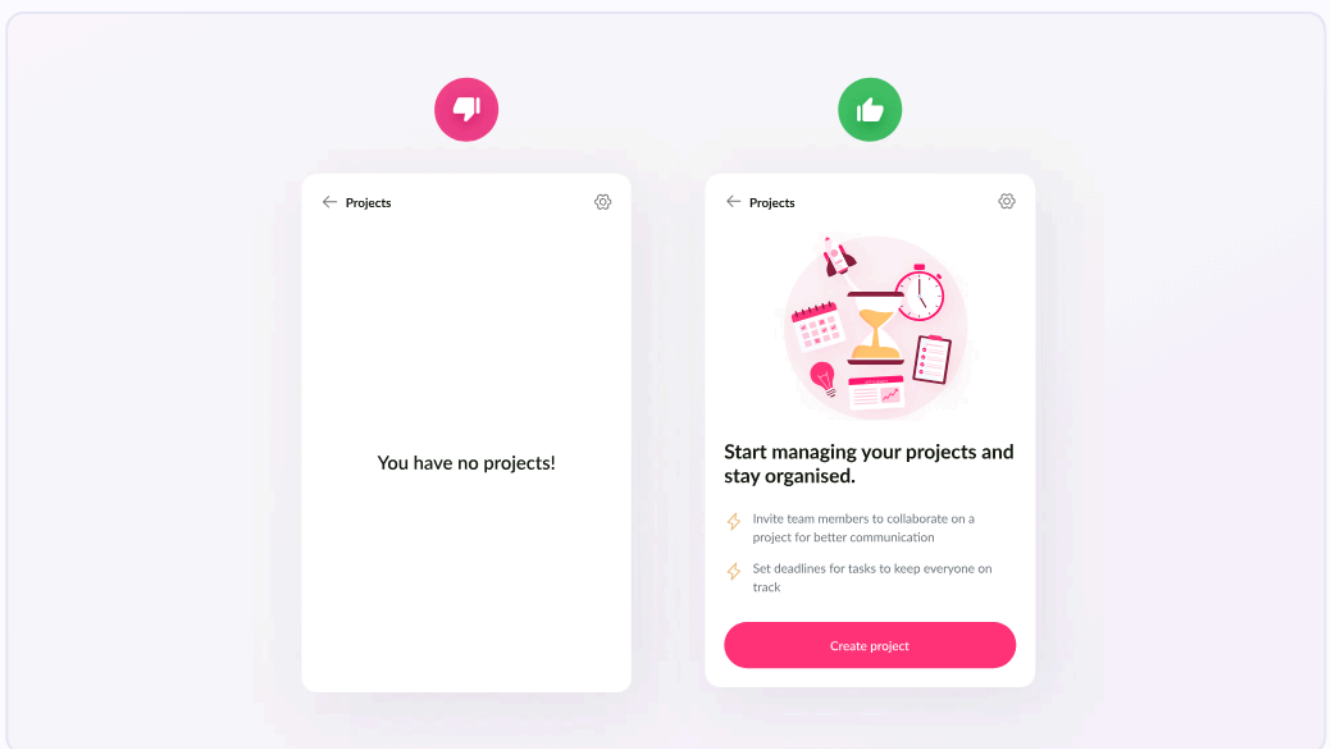 Projects
You have no projects!
Projects
Start managing your projects and
stay organised.
Invite team members to collaborate on a
project for better communication
Set deadlines for tasks to keep everyone on
track
Create project